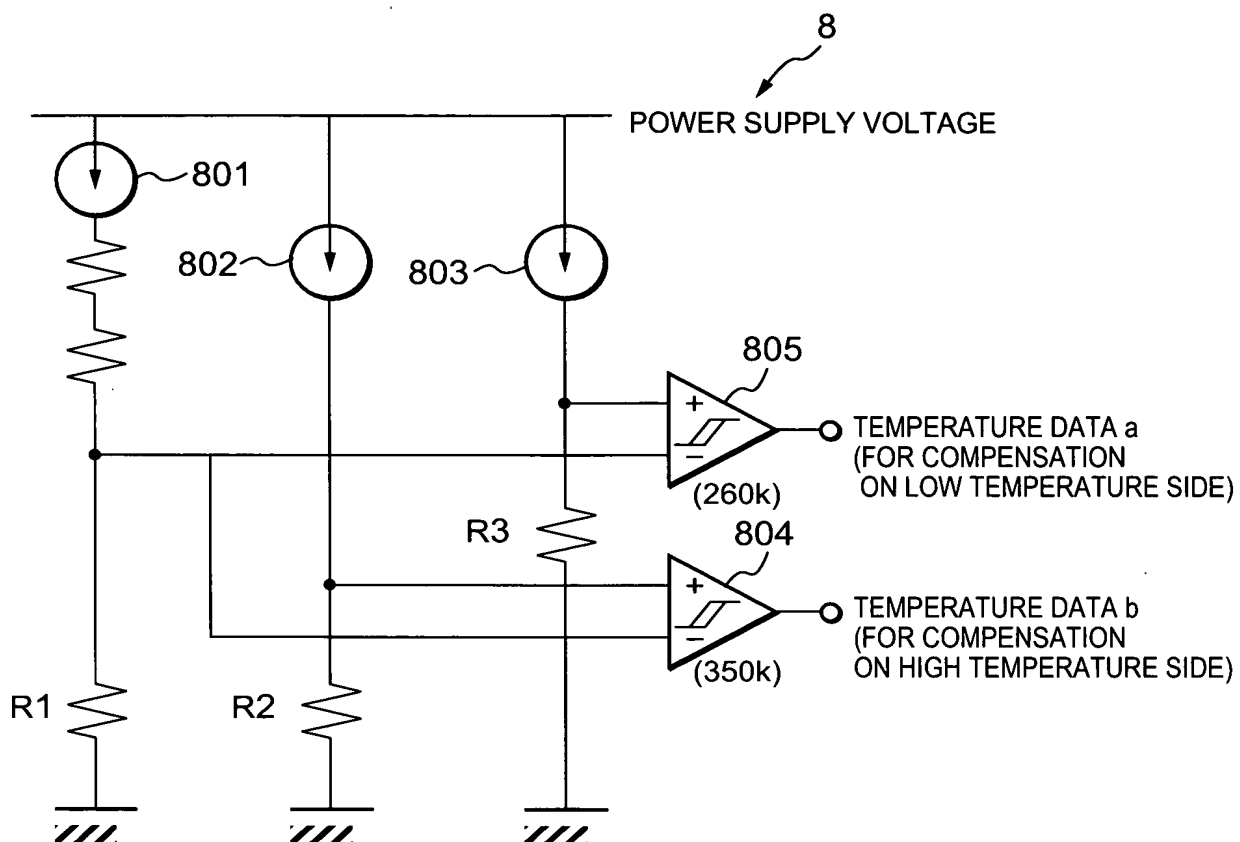 8
POWER SUPPLY VOLTAGE
801
802
803
805
+
−
(260k)
TEMPERATURE DATA a
(FOR COMPENSATION
ON LOW TEMPERATURE SIDE)
R3
804
+
−
(350k)
TEMPERATURE DATA b
(FOR COMPENSATION
ON HIGH TEMPERATURE SIDE)
R1
R2